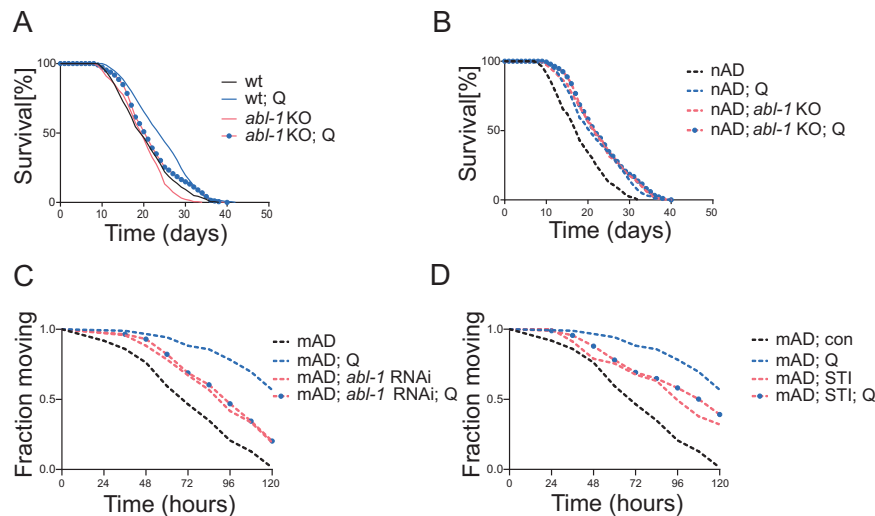 A
Survival[%]
100
50
0
10
20
30
40
50
Time (days)
wt
wt; Q
abl-1 KO
abl-1 KO; Q
B
Survival[%]
100
50
0
10
20
30
40
50
Time (days)
nAD
nAD; Q
nAD; abl-1 KO
nAD; abl-1 KO; Q
C
Fraction moving
1.0
0.5
0.0
0
24
48
72
96
120
Time (hours)
mAD
mAD; Q
mAD; abl-1 RNAi
mAD; abl-1 RNAi; Q
D
Fraction moving
1.0
0.5
0.0
0
24
48
72
96
120
Time (hours)
mAD; con
mAD; Q
mAD; STI
mAD; STI; Q